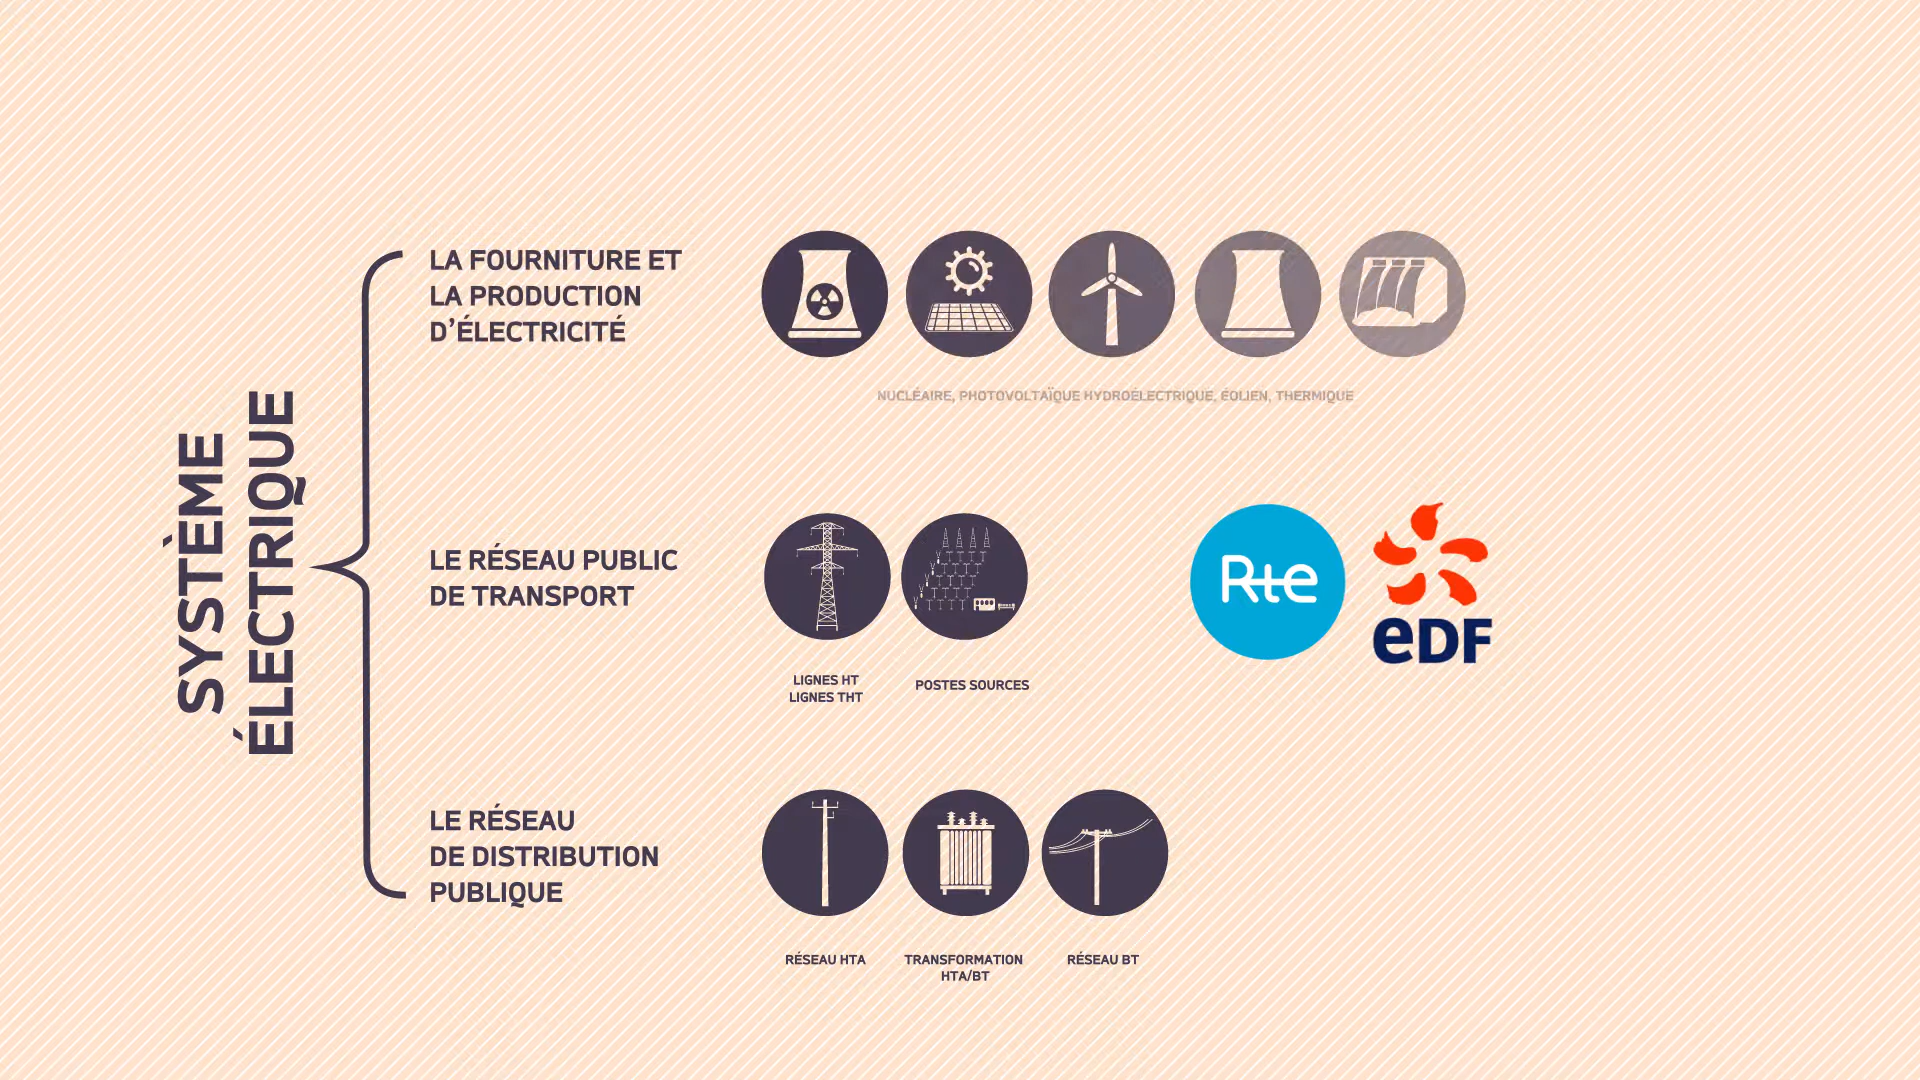 SYSTÈME
ÉLECTRIQUE
LA FOURNITURE ET
LA PRODUCTION
D'ÉLECTRICITÉ
NUCLÉAIRE, PHOTOVOLTAÏQUE HYDROÉLECTRIQUE, ÉOLIEN, THERMIQUE
LE RÉSEAU PUBLIC
DE TRANSPORT
LIGNES HT
LIGNES THT
POSTES SOURCES
Rte
eDF
LE RÉSEAU
DE DISTRIBUTION
PUBLIQUE
RÉSEAU HTA
TRANSFORMATION
HTA/BT
RÉSEAU BT